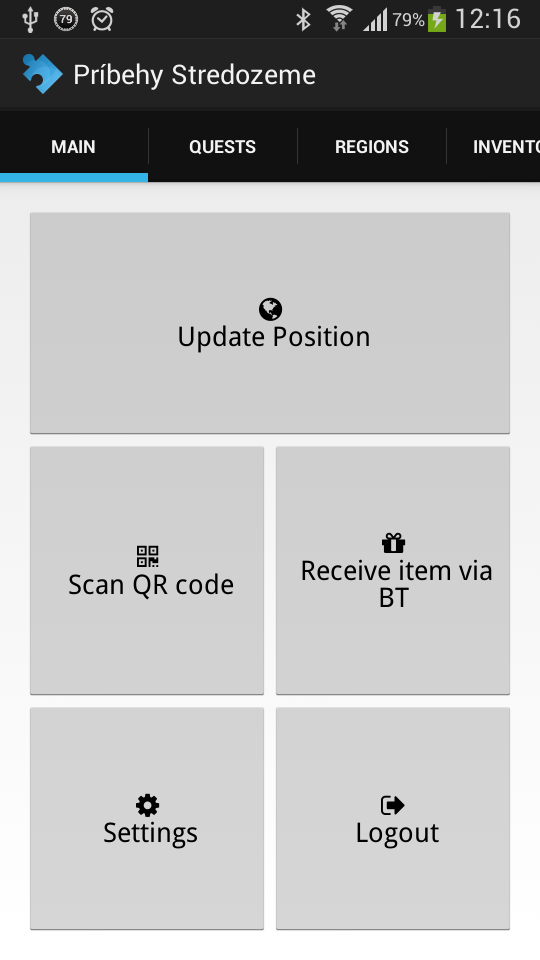 79
79%
12:16
Príbehy Stredozeme
MAIN
QUESTS
REGIONS
INVENTO
Update Position
Scan QR code
Receive item via
BT
Settings
Logout